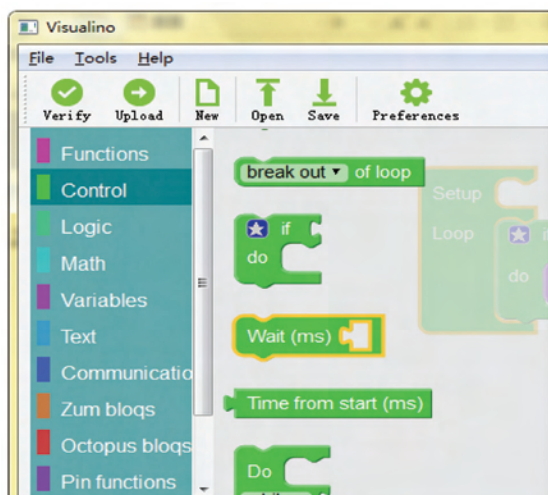 Visualino
File Tools Help
Verify Upload New Open Save Preferences
Functions
Control
Logic
Math
Variables
Text
Communicatio
Zum bloqs
Octopus bloqs
Pin functions
break out of loop
if
do
Wait (ms)
Time from start (ms)
Do
Setup
Loop
do